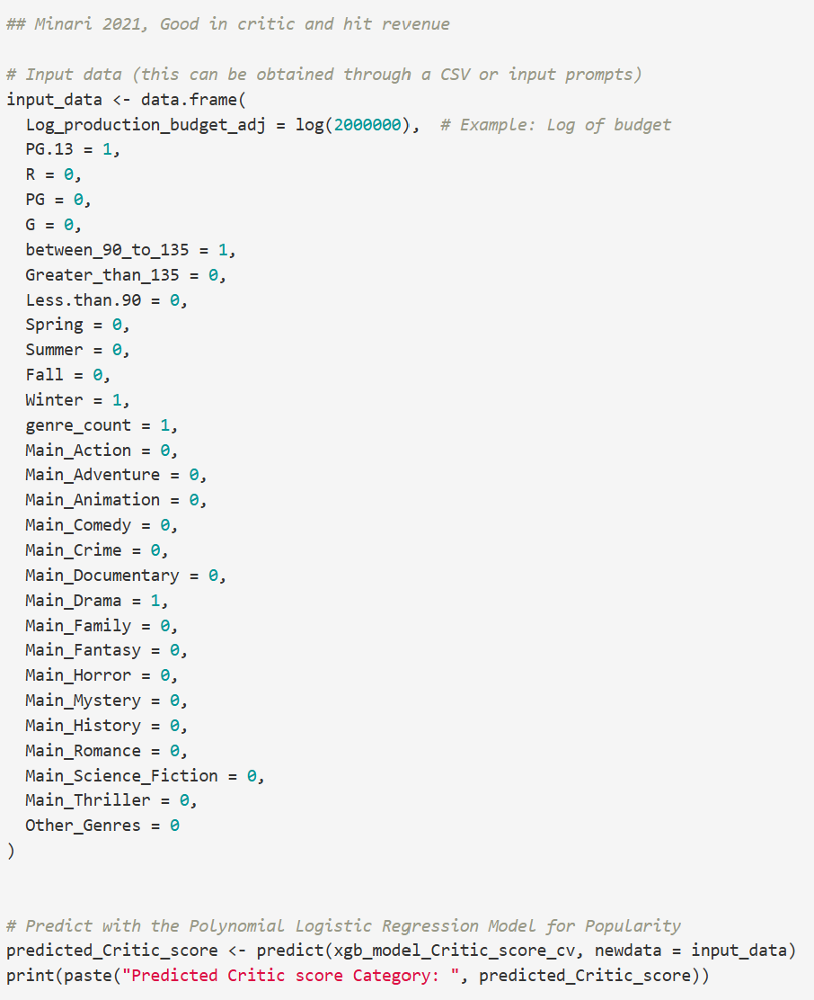 ## Minari 2021, Good in critic and hit revenue
# Input data (this can be obtained through a CSV or input prompts)
input_data <- data.frame(
  Log_production_budget_adj = log(2000000),  # Example: Log of budget
  PG.13 = 1,
  R = 0,
  PG = 0,
  G = 0,
  between_90_to_135 = 1,
  Greater_than_135 = 0,
  Less.than.90 = 0,
  Spring = 0,
  Summer = 0,
  Fall = 0,
  Winter = 1,
  genre_count = 1,
  Main_Action = 0,
  Main_Adventure = 0,
  Main_Animation = 0,
  Main_Comedy = 0,
  Main_Crime = 0,
  Main_Documentary = 0,
  Main_Drama = 1,
  Main_Family = 0,
  Main_Fantasy = 0,
  Main_Horror = 0,
  Main_Mystery = 0,
  Main_History = 0,
  Main_Romance = 0,
  Main_Science_Fiction = 0,
  Main_Thriller = 0,
  Other_Genres = 0
)
# Predict with the Polynomial Logistic Regression Model for Popularity
predicted_Critic_score <- predict(xgb_model_Critic_score_cv, newdata = input_data)
print(paste("Predicted Critic score Category: ", predicted_Critic_score))